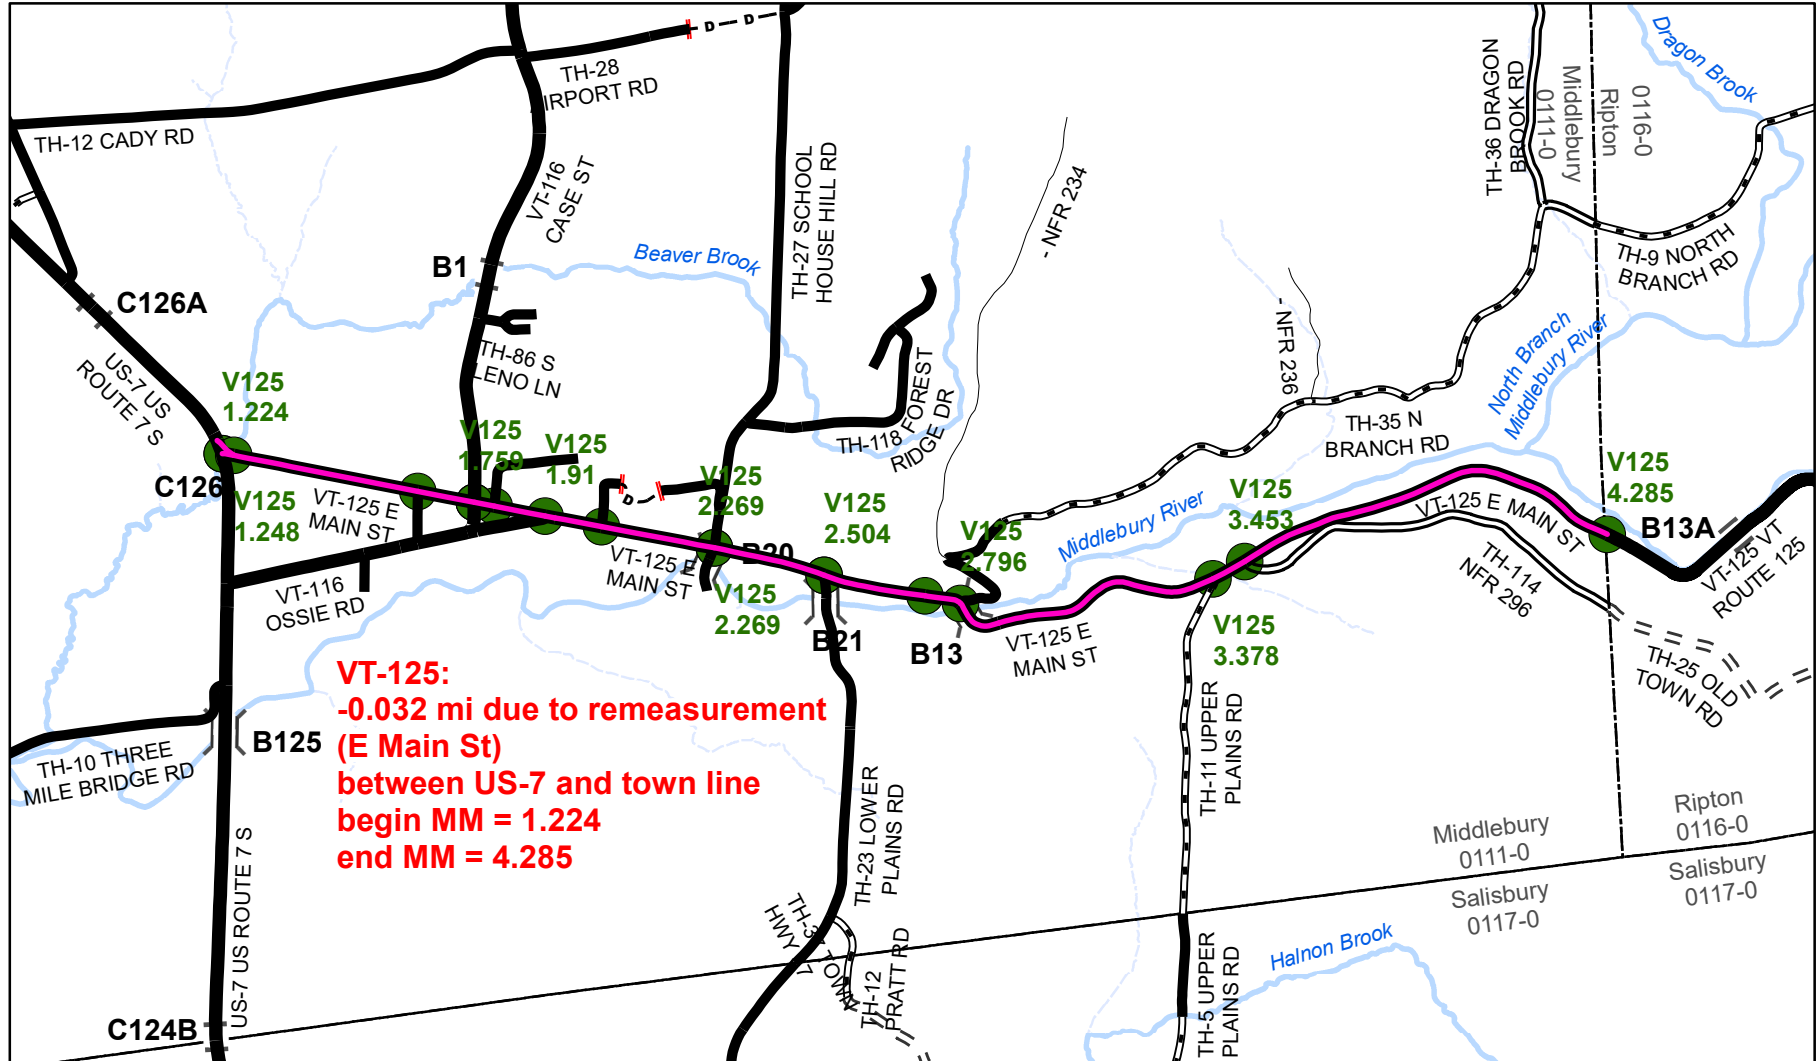 D
D
TH-28
IRPORT RD
TH-12 CADY RD
VT-116
CASE ST
TH-27 SCHOOL
HOUSE HILL RD
- NFR 234
TH-36 DRAGON
BROOK RD
0111-0
Middlebury
Ripton
0116-0
Dragon Brook
TH-9 NORTH
BRANCH RD
Beaver Brook
B1
C126A
US-7 US
ROUTE 7 S
TH-86 S
LENO LN
- NFR 236
North Branch
Middlebury River
V125
1.224
TH-118 FOREST
RIDGE DR
TH-35 N
BRANCH RD
V125
1.759
V125
1.91
D
V125
2.269
V125
2.504
V125
2.796
Middlebury River
V125
3.453
V125
4.285
C126
V125
1.248
VT-125 E
MAIN ST
VT-125 E
MAIN ST
B20
V125
2.269
VT-125 E MAIN ST
B13A
VT-125 VT
ROUTE 125
TH-114
NFR 296
VT-116
OSSIE RD
B21
B13
VT-125 E
MAIN ST
V125
3.378
TH-25 OLD
TOWN RD
VT-125:
-0.032 mi due to remeasurement
(E Main St)
between US-7 and town line
begin MM = 1.224
end MM = 4.285
B125
TH-10 THREE
MILE BRIDGE RD
TH-11 UPPER
PLAINS RD
TH-23 LOWER
PLAINS RD
Middlebury
0111-0
Ripton
0116-0
Salisbury
0117-0
Salisbury
0117-0
US-7 US ROUTE 7 S
TOWN
HWY
TH-12
PRATT RD
TH-5 UPPER
PLAINS RD
Halnon Brook
C124B